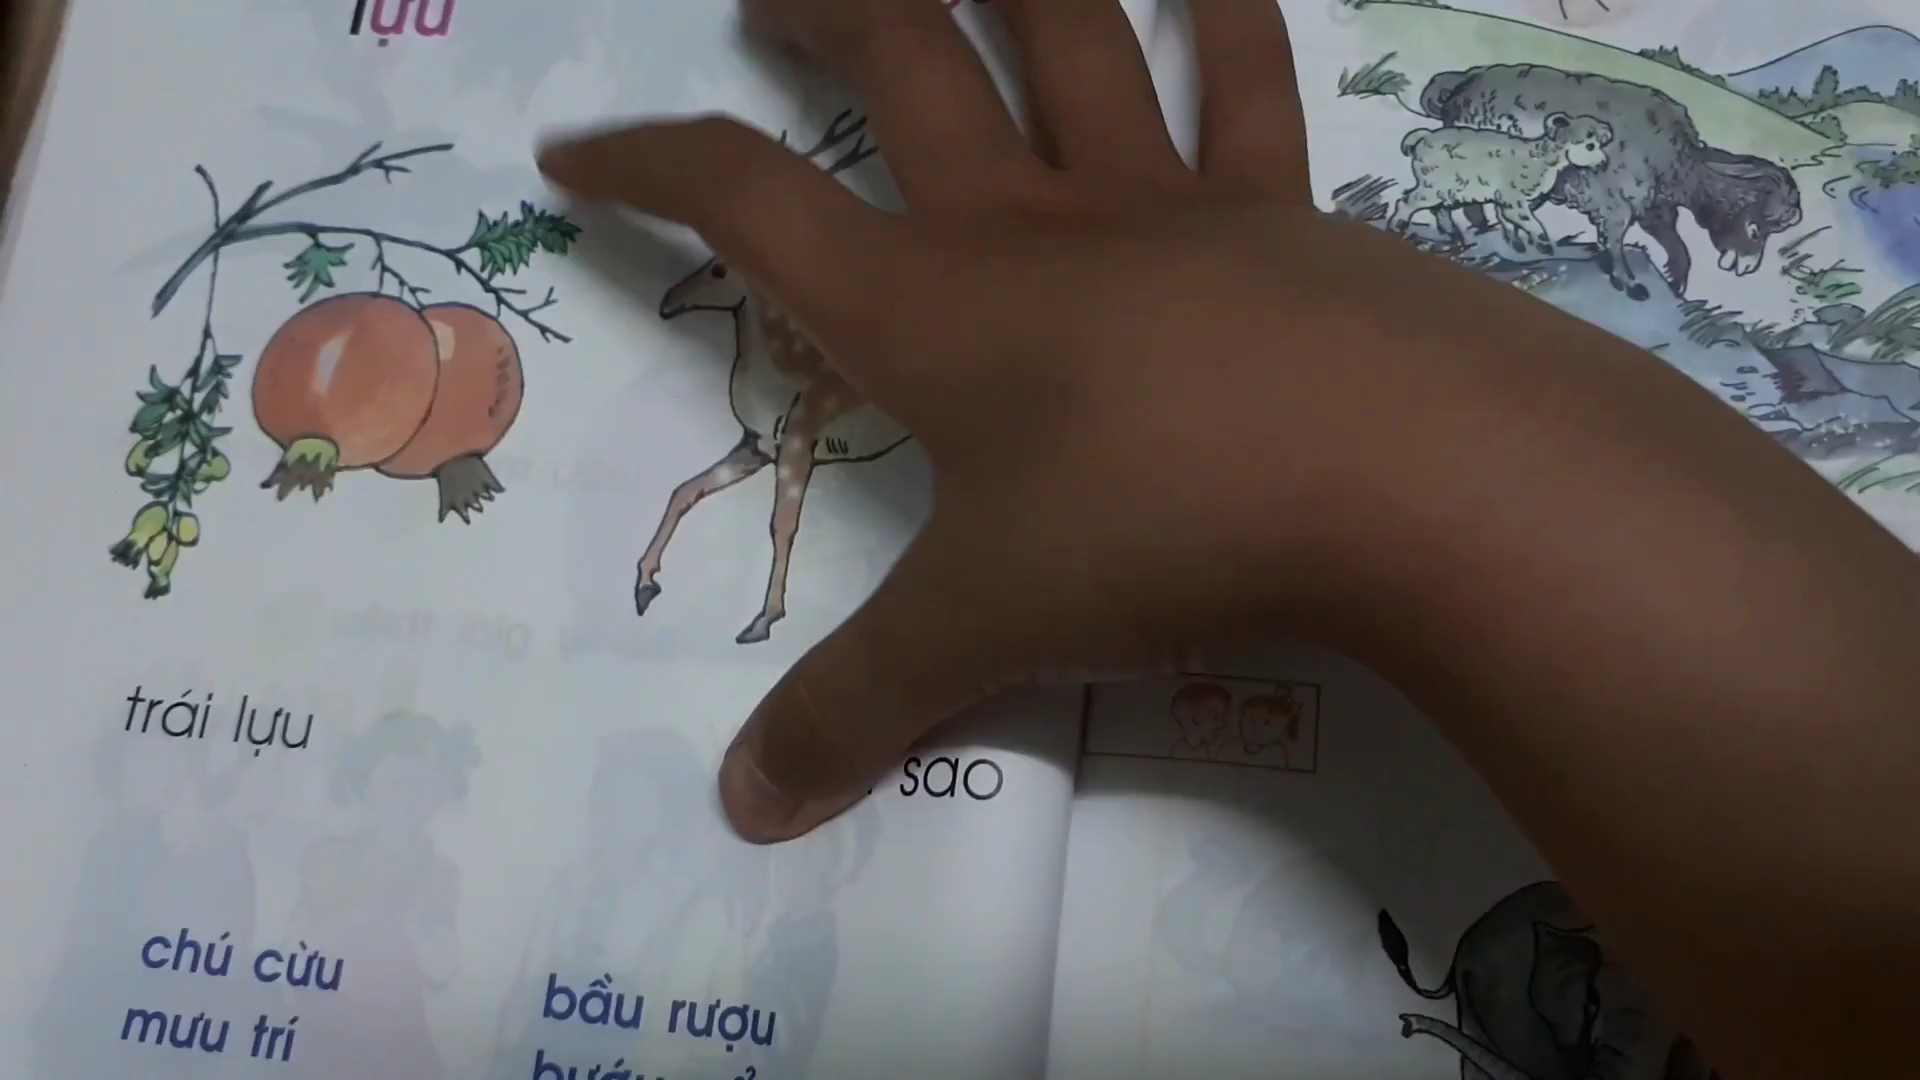 lựu
trái lựu
sao
chú cừu
mưu trí
bầu rượu